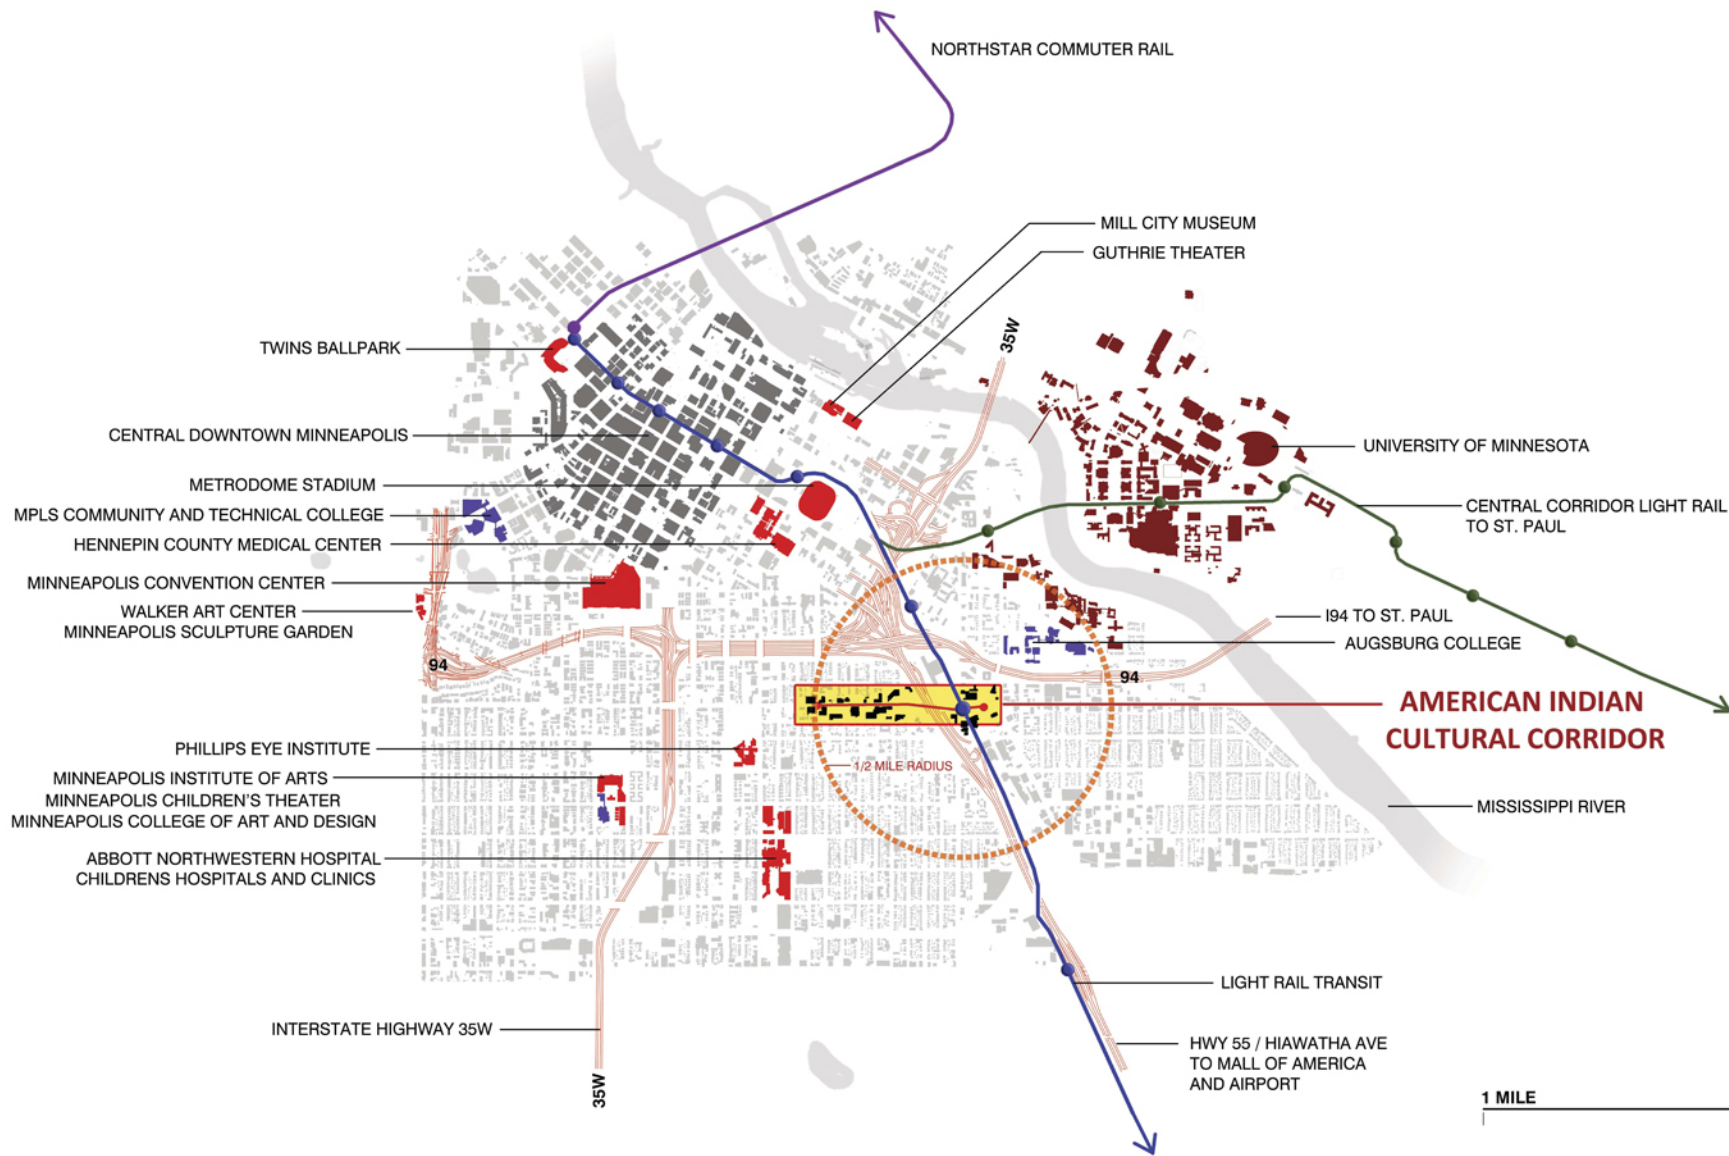 NORTHSTAR COMMUTER RAIL
MILL CITY MUSEUM
GUTHRIE THEATER
35W
TWINS BALLPARK
CENTRAL DOWNTOWN MINNEAPOLIS
UNIVERSITY OF MINNESOTA
METRODOME STADIUM
MPLS COMMUNITY AND TECHNICAL COLLEGE
CENTRAL CORRIDOR LIGHT RAIL
TO ST. PAUL
HENNEPIN COUNTY MEDICAL CENTER
MINNEAPOLIS CONVENTION CENTER
WALKER ART CENTER
MINNEAPOLIS SCULPTURE GARDEN
I94 TO ST. PAUL
AUGSBURG COLLEGE
94
94
AMERICAN INDIAN
CULTURAL CORRIDOR
PHILLIPS EYE INSTITUTE
1/2 MILE RADIUS
MINNEAPOLIS INSTITUTE OF ARTS
MINNEAPOLIS CHILDREN'S THEATER
MINNEAPOLIS COLLEGE OF ART AND DESIGN
MISSISSIPPI RIVER
ABBOTT NORTHWESTERN HOSPITAL
CHILDRENS HOSPITALS AND CLINICS
LIGHT RAIL TRANSIT
INTERSTATE HIGHWAY 35W
HWY 55 / HIAWATHA AVE
TO MALL OF AMERICA
AND AIRPORT
35W
1 MILE